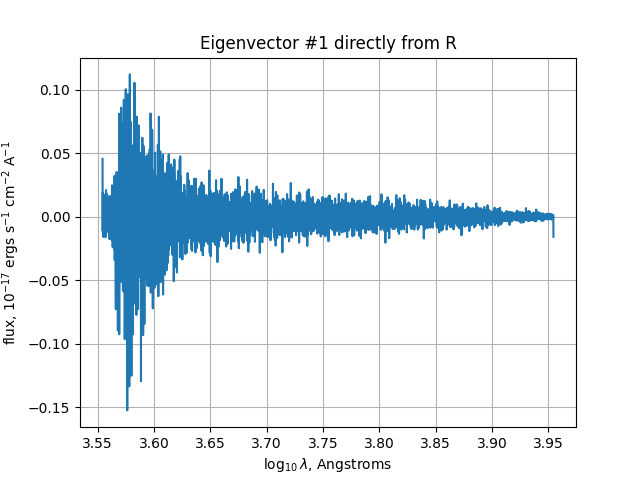 Eigenvector #1 directly from R
flux, 10⁻¹⁷ ergs s⁻¹ cm⁻² A⁻¹
0.10
0.05
0.00
−0.05
−0.10
−0.15
3.55 3.60 3.65 3.70 3.75 3.80 3.85 3.90 3.95
log₁₀ λ, Angstroms